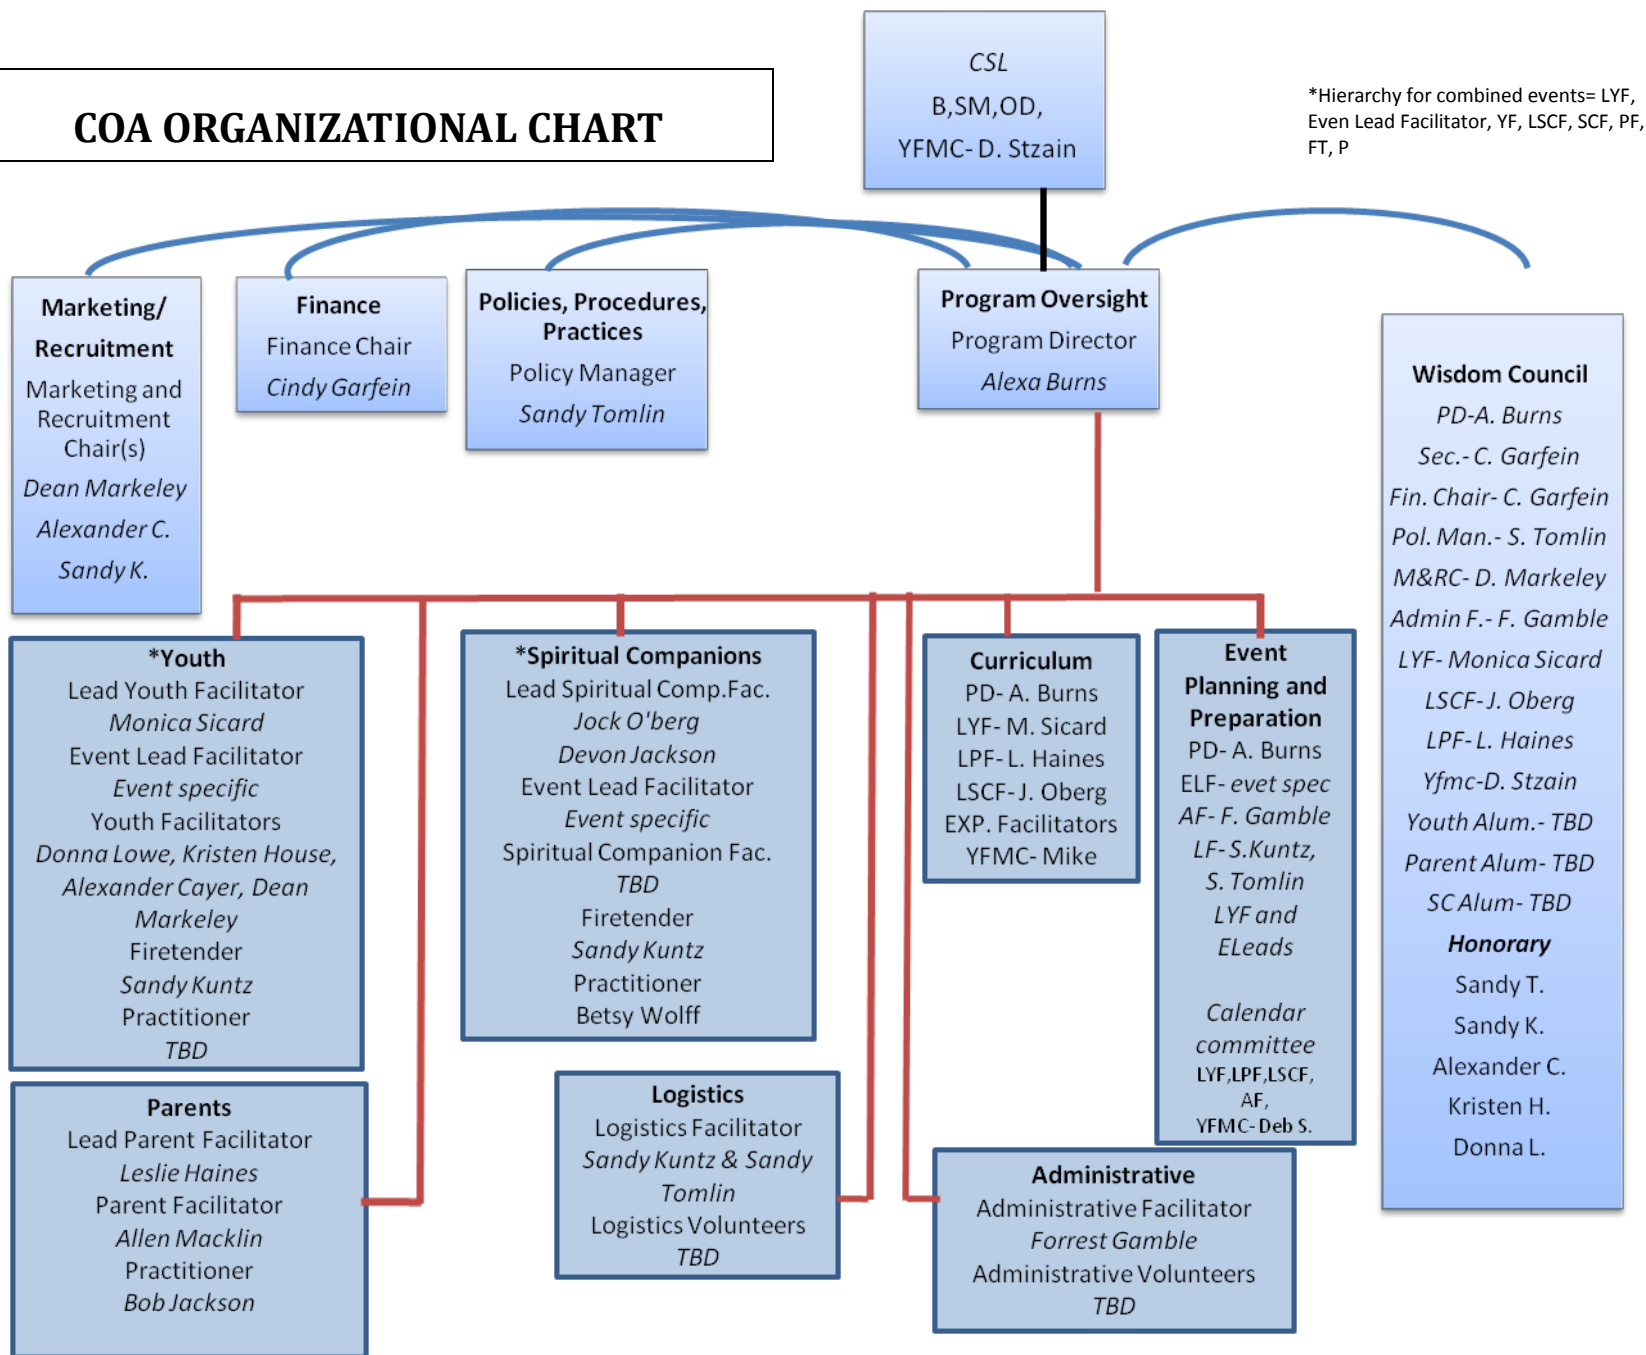 COA ORGANIZATIONAL CHART
CSL
B,SM,OD,
YFMC- D. Stzain
*Hierarchy for combined events= LYF,
Even Lead Facilitator, YF, LSCF, SCF, PF,
FT, P
Marketing/
Recruitment
Marketing and
Recruitment
Chair(s)
Dean Markeley
Alexander C.
Sandy K.
Finance
Finance Chair
Cindy Garfein
Policies, Procedures,
Practices
Policy Manager
Sandy Tomlin
Program Oversight
Program Director
Alexa Burns
Wisdom Council
PD-A. Burns
Sec.- C. Garfein
Fin. Chair- C. Garfein
Pol. Man.- S. Tomlin
M&RC- D. Markeley
Admin F.- F. Gamble
LYF- Monica Sicard
LSCF- J. Oberg
LPF- L. Haines
Yfmc-D. Stzain
Youth Alum.- TBD
Parent Alum- TBD
SC Alum- TBD
Honorary
Sandy T.
Sandy K.
Alexander C.
Kristen H.
Donna L.
*Youth
Lead Youth Facilitator
Monica Sicard
Event Lead Facilitator
Event specific
Youth Facilitators
Donna Lowe, Kristen House,
Alexander Cayer, Dean
Markeley
Firetender
Sandy Kuntz
Practitioner
TBD
*Spiritual Companions
Lead Spiritual Comp.Fac.
Jock O'berg
Devon Jackson
Event Lead Facilitator
Event specific
Spiritual Companion Fac.
TBD
Firetender
Sandy Kuntz
Practitioner
Betsy Wolff
Curriculum
PD- A. Burns
LYF- M. Sicard
LPF- L. Haines
LSCF- J. Oberg
EXP. Facilitators
YFMC- Mike
Event
Planning and
Preparation
PD- A. Burns
ELF- evet spec
AF- F. Gamble
LF- S.Kuntz,
S. Tomlin
LYF and
ELeads
Calendar
committee
LYF,LPF,LSCF,
AF,
YFMC- Deb S.
Parents
Lead Parent Facilitator
Leslie Haines
Parent Facilitator
Allen Macklin
Practitioner
Bob Jackson
Logistics
Logistics Facilitator
Sandy Kuntz & Sandy
Tomlin
Logistics Volunteers
TBD
Administrative
Administrative Facilitator
Forrest Gamble
Administrative Volunteers
TBD